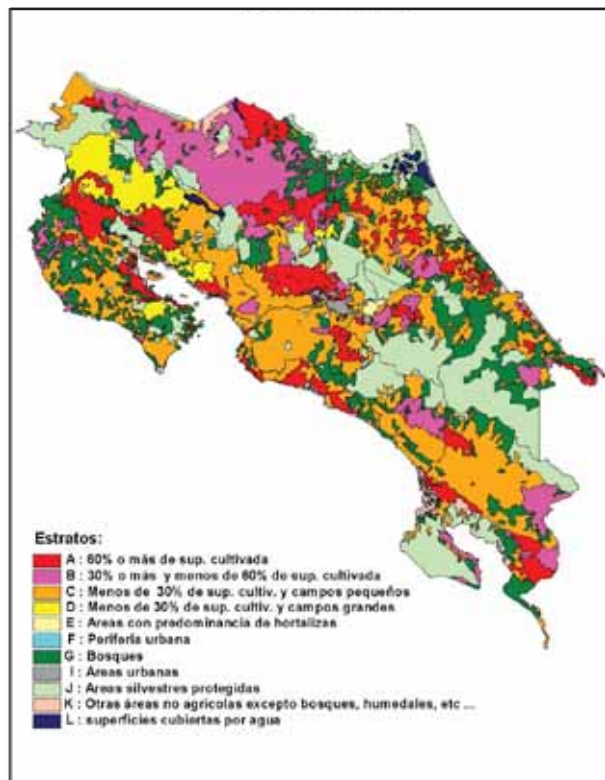 Estratos:
A : 60% o más de sup. cultivada
B : 30% o más y menos de 60% de sup. cultivada
C : Menos de 30% de sup. cultiv. y campos pequeños
D : Menos de 30% de sup. cultiv. y campos grandes
E : Areas con predominancia de hortalizas
F : Periferia urbana
G : Bosques
I : Areas urbanas
J : Areas silvestres protegidas
K : Otras áreas no agricolas excepto bosques, humedales, etc ...
L : superficies cubiertas por agua